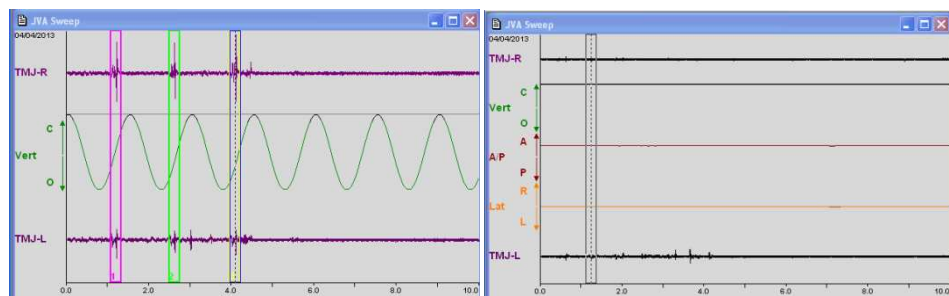 JVA Sweep
04/04/2013
TMJ-R
C
Vert
O
TMJ-L
1
2
0.0 2.0 4.0 6.0 8.0 10.0
JVA Sweep
04/04/2013
TMJ-R
C
Vert
O
A
A/P
P
R
Lat
L
TMJ-L
0.0 2.0 4.0 6.0 8.0 10.0